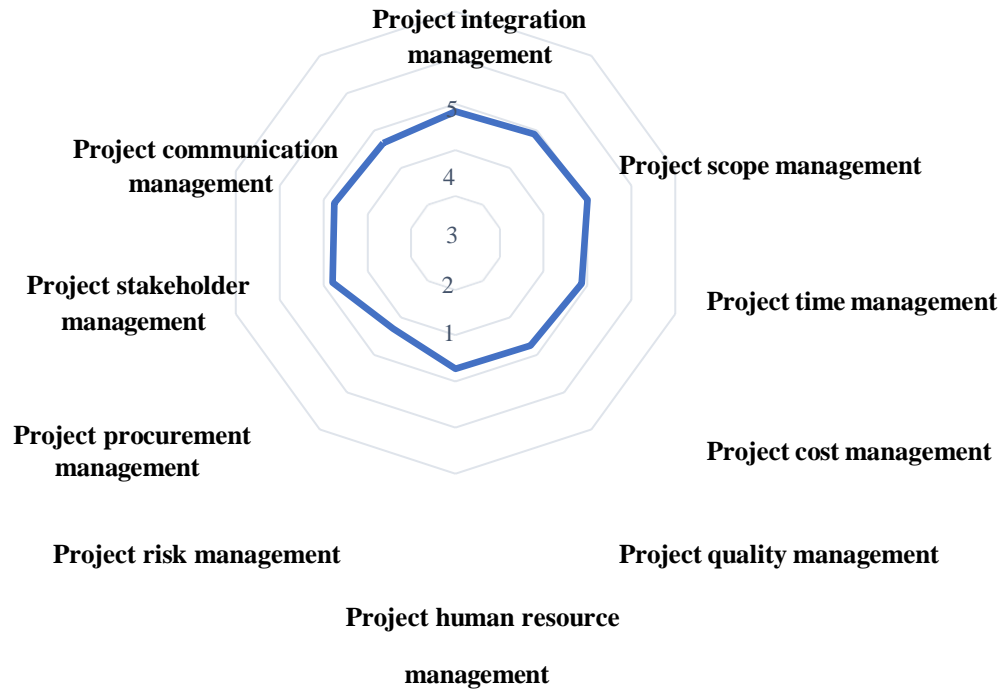 Project integration
management
5
Project communication
management
Project scope management
4
3
Project stakeholder
management
2
Project time management
1
Project procurement
management
Project cost management
Project risk management
Project quality management
Project human resource
management